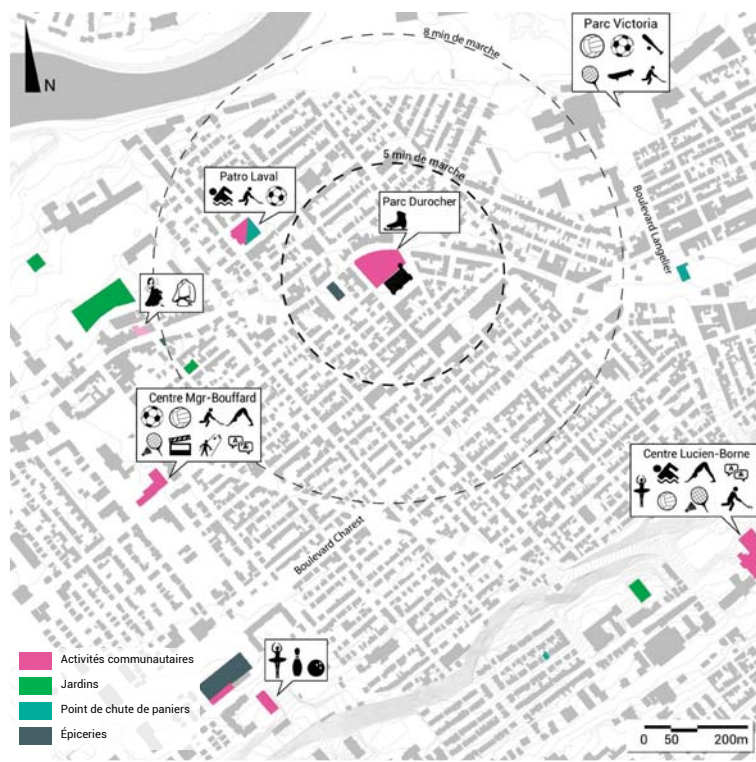 Parc Victoria
8 min de marche
N
5 min de marche
Patro Laval
Parc Durocher
Boulevard Langelier
Centre Mgr-Bouffard
Centre Lucien-Borne
Boulevard Charest
Activités communautaires
Jardins
Point de chute de paniers
Épiceries
0 50 200m